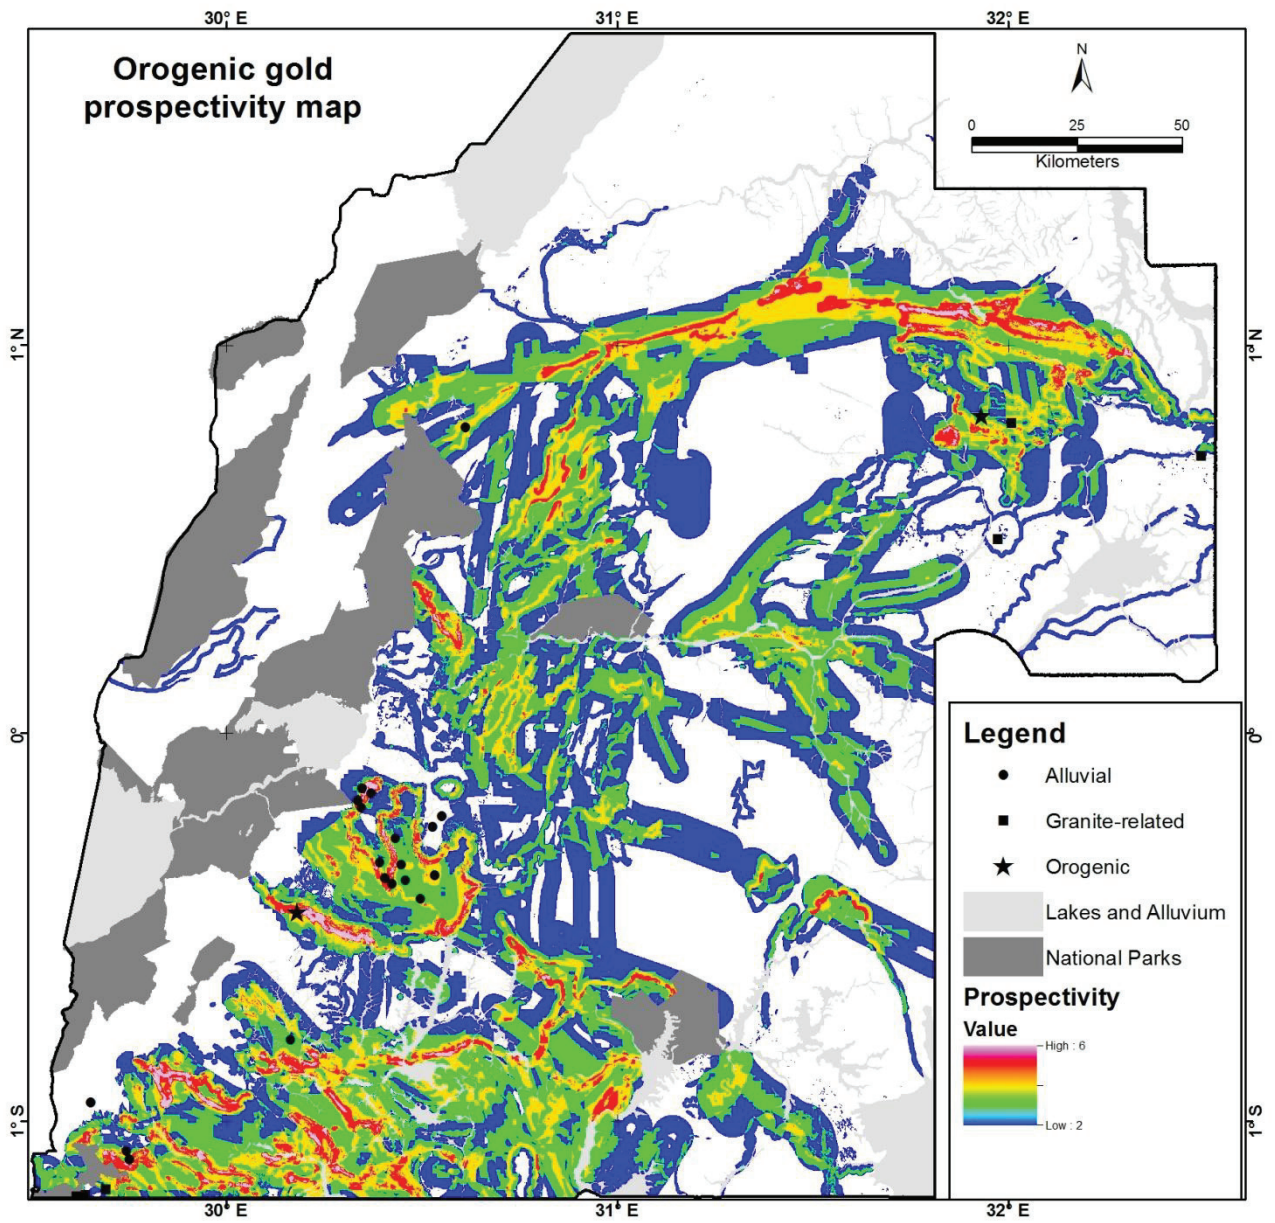 30° E
31° E
32° E
Orogenic gold
prospectivity map
N
0
25
50
Kilometers
1° N
1° N
0°
0°
1° S
1° S
Legend
Alluvial
Granite-related
Orogenic
Lakes and Alluvium
National Parks
Prospectivity
Value
High : 6
Low : 2
30° E
31° E
32° E